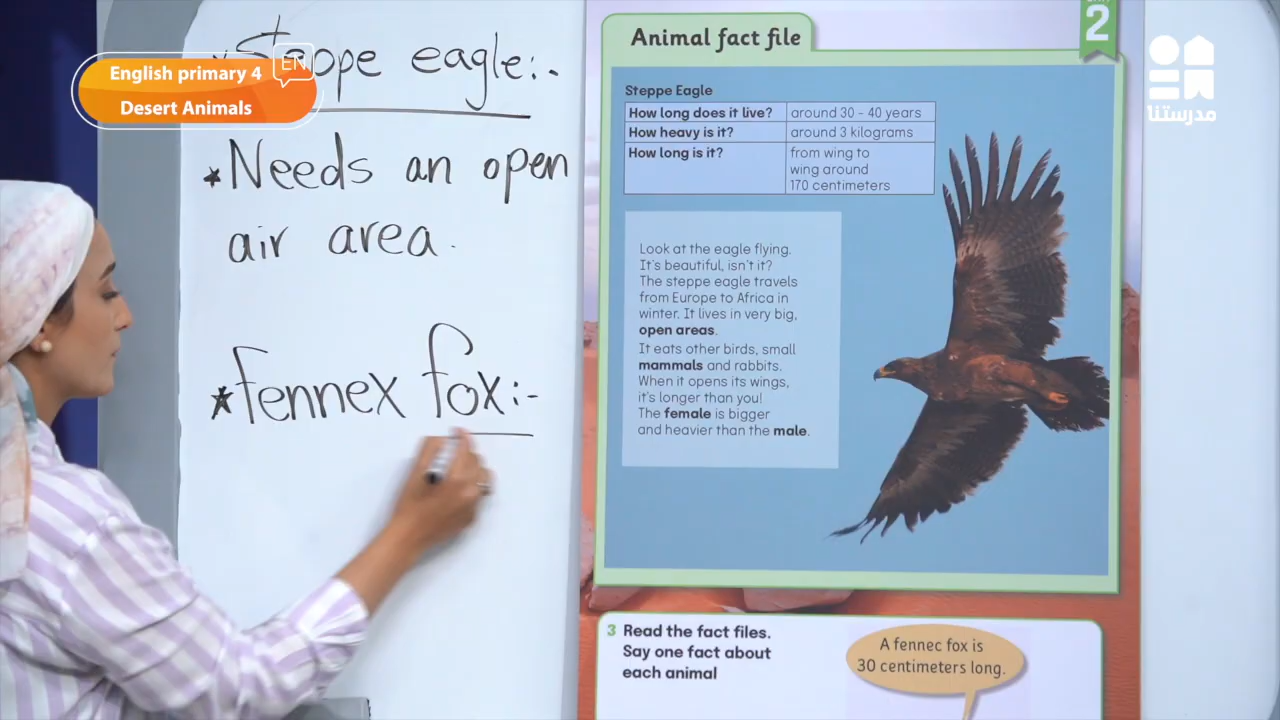 English primary 4
EN
Desert Animals
Steppe eagle:-
* Needs an open
air area.
* Fennex fox:-
2
Animal fact file
Steppe Eagle
How long does it live? around 30 - 40 years
How heavy is it? around 3 kilograms
How long is it? from wing to
wing around
170 centimeters
Look at the eagle flying.
It's beautiful, isn't it?
The steppe eagle travels
from Europe to Africa in
winter. It lives in very big,
open areas.
It eats other birds, small
mammals and rabbits.
When it opens its wings,
it's longer than you!
The female is bigger
and heavier than the male.
3 Read the fact files.
Say one fact about
each animal
A fennec fox is
30 centimeters long.
مدرستنا